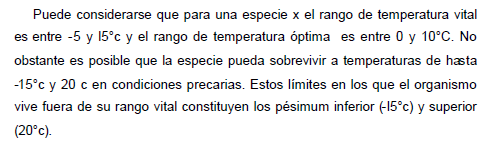 Puede considerarse que para una especie x el rango de temperatura vital
es entre -5 y l5°c y el rango de temperatura óptima es entre 0 y 10°C. No
obstante es posible que la especie pueda sobrevivir a temperaturas de hasta
-15°c y 20 c en condiciones precarias. Estos límites en los que el organismo
vive fuera de su rango vital constituyen los pésimum inferior (-l5°c) y superior
(20°c).